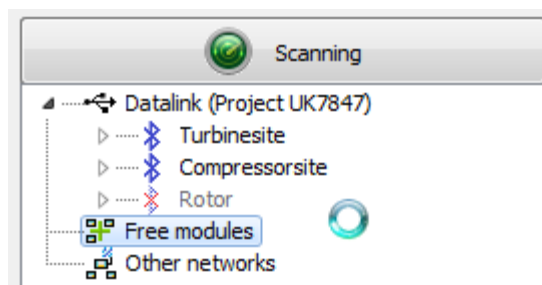 Scanning
Datalink (Project UK7847)
Turbinesite
Compressorsite
Rotor
Free modules
Other networks